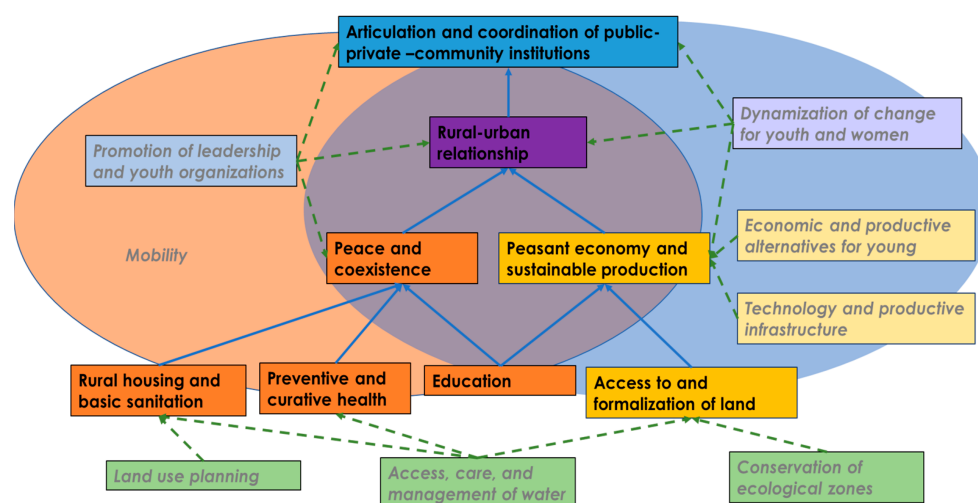 Articulation and coordination of public-
private –community institutions
Dynamization of change
for youth and women
Rural-urban
relationship
Promotion of leadership
and youth organizations
Mobility
Peace and
coexistence
Peasant economy and
sustainable production
Economic and productive
alternatives for young
Technology and productive
infrastructure
Rural housing and
basic sanitation
Preventive and
curative health
Education
Access to and
formalization of land
Land use planning
Access, care, and
management of water
Conservation of
ecological zones